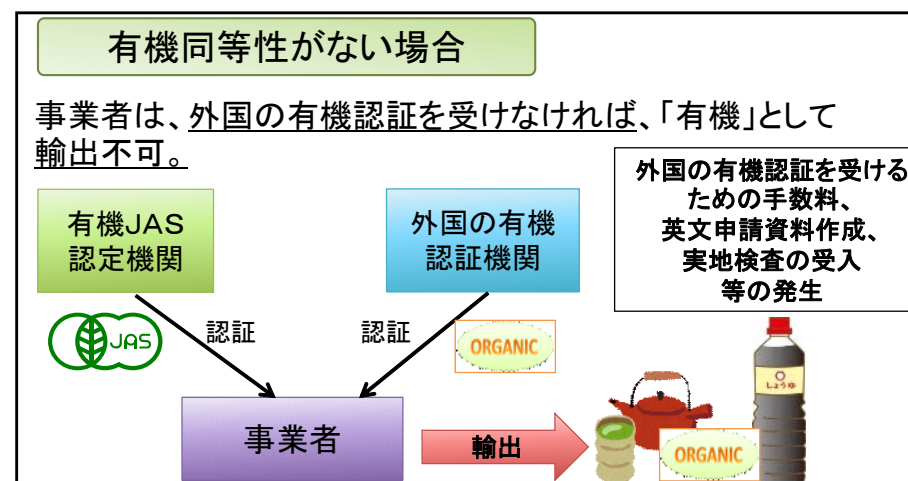 有機同等性がない場合
事業者は、外国の有機認証を受けなければ、「有機」として
輸出不可。
外国の有機認証を受ける
ための手数料、
英文申請資料作成、
実地検査の受入
等の発生
有機JAS
認定機関
外国の有機
認証機関
JAS
認証
認証
ORGANIC
事業者
輸出
しょうゆ
ORGANIC